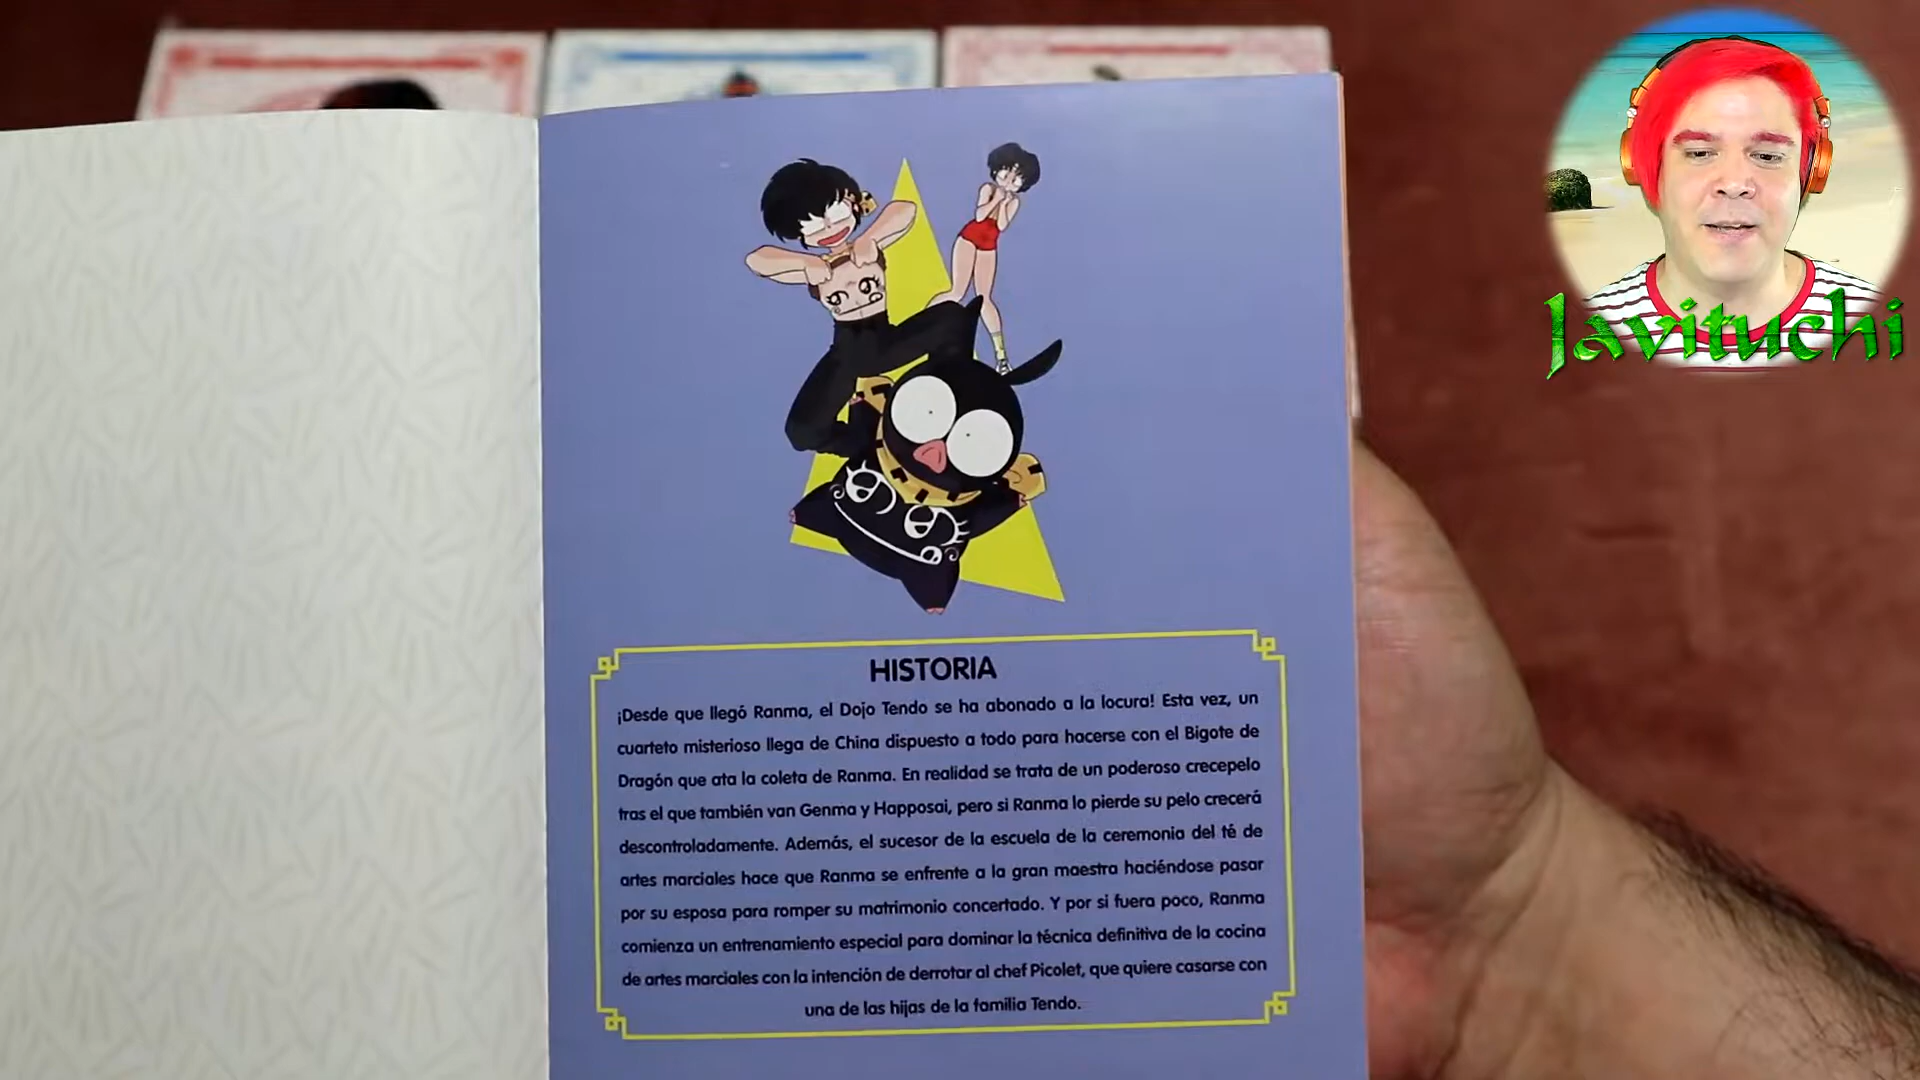 Javituchi
HISTORIA
¡Desde que llegó Ranma, el Dojo Tendo se ha abonado a la locura! Esta vez, un
cuarteto misterioso llega de China dispuesto a todo para hacerse con el Bigote de
Dragón que ata la coleta de Ranma. En realidad se trata de un poderoso crecepelo
tras el que también van Genma y Happosai, pero si Ranma lo pierde su pelo crecerá
descontroladamente. Además, el sucesor de la escuela de la ceremonia del té de
artes marciales hace que Ranma se enfrente a la gran maestra haciéndose pasar
por su esposa para romper su matrimonio concertado. Y por si fuera poco, Ranma
comienza un entrenamiento especial para dominar la técnica definitiva de la cocina
de artes marciales con la intención de derrotar al chef Picolet, que quiere casarse con
una de las hijas de la familia Tendo.